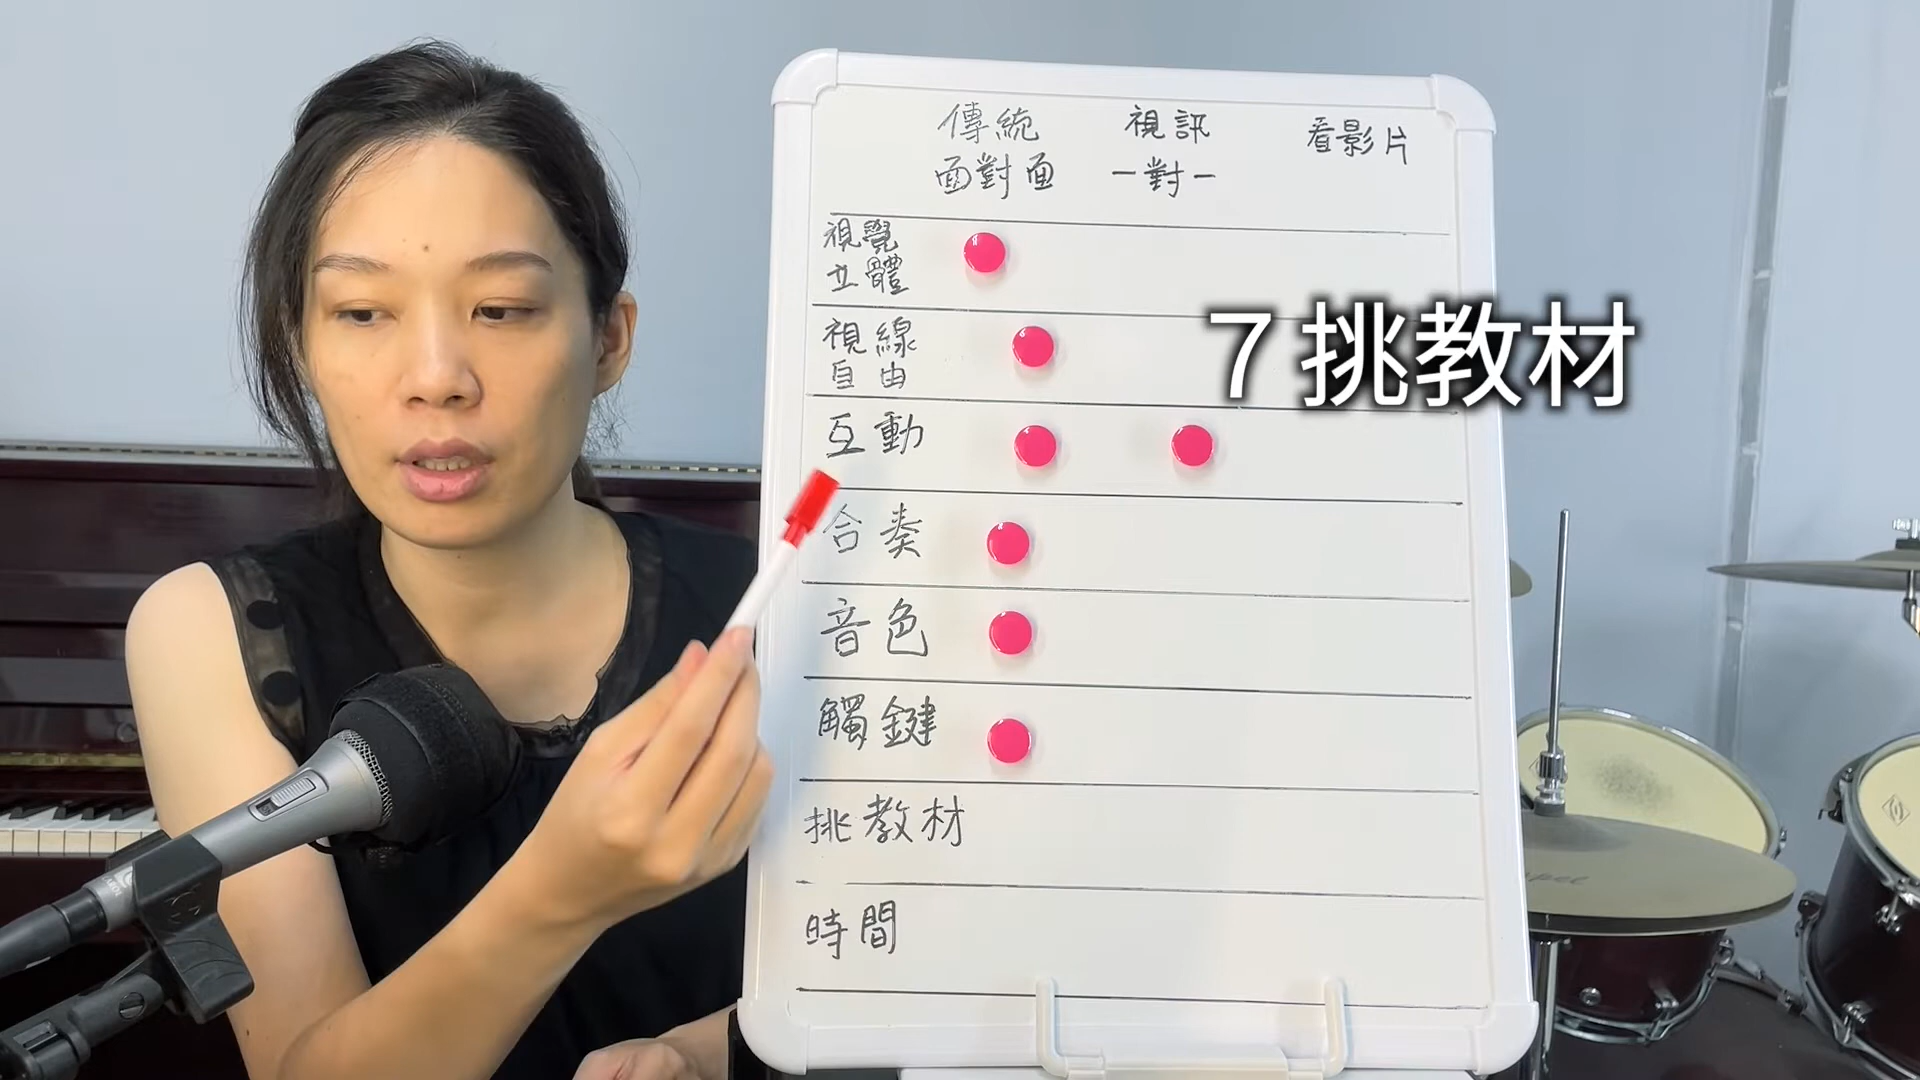 傳統
面對面
視訊
一對一
看影片
視覺
立體
視線
自由
7挑教材
互動
合奏
音色
觸鍵
挑教材
時間